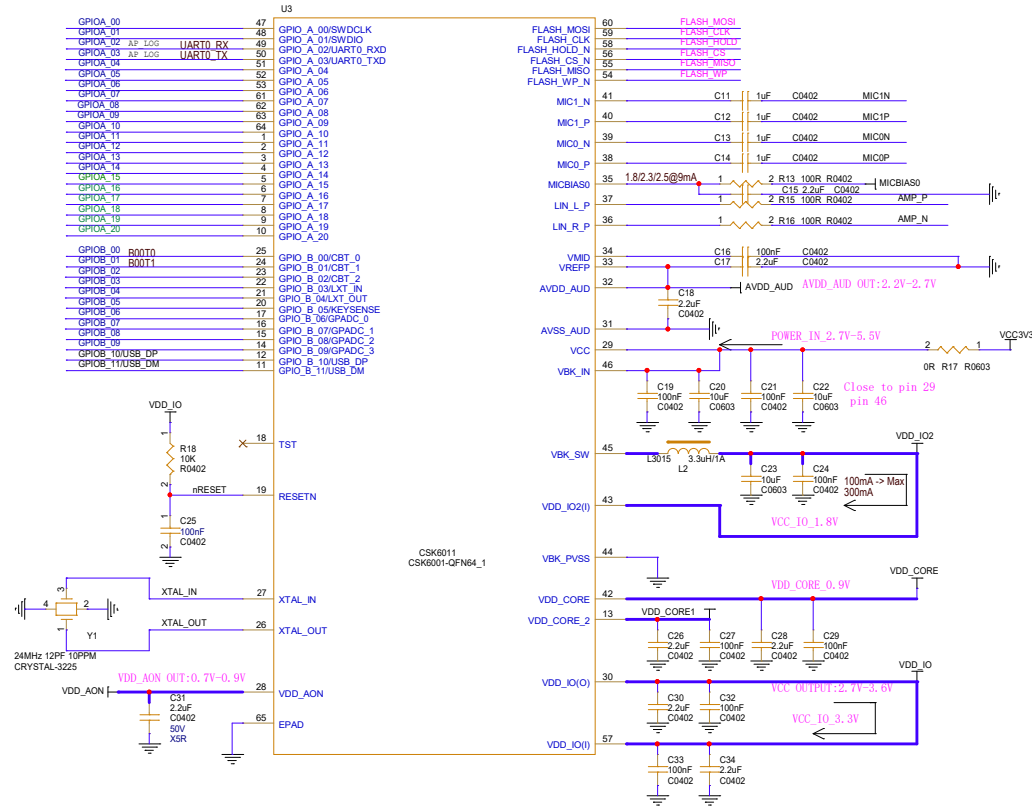 U3
GPIOA_00 47 GPIO_A_00/SWDCLK
GPIOA_01 48 GPIO_A_01/SWDIO
GPIOA_02 AP_LOG UART0_RX 49 GPIO_A_02/UART0_RXD
GPIOA_03 AP_LOG UART0_TX 50 GPIO_A_03/UART0_TXD
GPIOA_04 51 GPIO_A_04
GPIOA_05 52 GPIO_A_05
GPIOA_06 53 GPIO_A_06
GPIOA_07 61 GPIO_A_07
GPIOA_08 62 GPIO_A_08
GPIOA_09 63 GPIO_A_09
GPIOA_10 64 GPIO_A_10
GPIOA_11 1 GPIO_A_11
GPIOA_12 2 GPIO_A_12
GPIOA_13 3 GPIO_A_13
GPIOA_14 4 GPIO_A_14
GPIOA_15 5 GPIO_A_15
GPIOA_16 6 GPIO_A_16
GPIOA_17 7 GPIO_A_17
GPIOA_18 8 GPIO_A_18
GPIOA_19 9 GPIO_A_19
GPIOA_20 10 GPIO_A_20
GPIOB_00 B00T0 25 GPIO_B_00/CBT_0
GPIOB_01 B00T1 24 GPIO_B_01/CBT_1
GPIOB_02 23 GPIO_B_02/CBT_2
GPIOB_03 22 GPIO_B_03/LXT_IN
GPIOB_04 21 GPIO_B_04/LXT_OUT
GPIOB_05 20 GPIO_B_05/KEYSENSE
GPIOB_06 17 GPIO_B_06/GPADC_0
GPIOB_07 16 GPIO_B_07/GPADC_1
GPIOB_08 15 GPIO_B_08/GPADC_2
GPIOB_09 14 GPIO_B_09/GPADC_3
GPIOB_10/USB_DP 12 GPIO_B_10/USB_DP
GPIOB_11/USB_DM 11 GPIO_B_11/USB_DM
VDD_IO
1
R18
10K
R0402
2
18 TST
nRESET 19 RESETN
1
C25
100nF
C0402
2
XTAL_IN 27 XTAL_IN
3
4 2
1
Y1
XTAL_OUT 26 XTAL_OUT
24MHz 12PF 10PPM
CRYSTAL-3225
VDD_AON OUT:0.7V-0.9V
VDD_AON 28 VDD_AON
C31
2.2uF
C0402
50V
X5R
65 EPAD
CSK6011
CSK6001-QFN64_1
FLASH_MOSI 60 FLASH_MOSI
FLASH_CLK 59 FLASH_CLK
FLASH_HOLD_N 58 FLASH_HOLD
FLASH_CS_N 56 FLASH_CS
FLASH_MISO 55 FLASH_MISO
FLASH_WP_N 54 FLASH_WP
MIC1_N 41 C11 1uF C0402 MIC1N
MIC1_P 40 C12 1uF C0402 MIC1P
MIC0_N 39 C13 1uF C0402 MIC0N
MIC0_P 38 C14 1uF C0402 MIC0P
MICBIAS0 35 1.8/2.3/2.5@9mA 1 2 R13 100R R0402 MICBIAS0
C15 2.2uF C0402
LIN_L_P 37 1 2 R15 100R R0402 AMP_P
LIN_R_P 36 1 2 R16 100R R0402 AMP_N
VMID 34 C16 100nF C0402
VREFP 33 C17 2.2uF C0402
AVDD_AUD 32 AVDD_AUD AVDD_AUD OUT:2.2V-2.7V
C18
2.2uF
C0402
AVSS_AUD 31
POWER_IN_2.7V-5.5V
VCC3V3
VCC 29 2 1
0R R17 R0603
VBK_IN 46
C19
100nF
C0402
C20
10uF
C0603
C21
100nF
C0402
C22
10uF
C0603
Close to pin 29
pin 46
VDD_IO2
VBK_SW 45 L3015 3.3uH/1A
L2
C23
10uF
C0603
C24
100nF
C0402
100mA -> Max
300mA
VDD_IO2(I) 43
VCC_IO_1.8V
VBK_PVSS 44
VDD_CORE_0.9V
VDD_CORE
VDD_CORE 42
VDD_CORE_2 13 VDD_CORE1
C26
2.2uF
C0402
C27
100nF
C0402
C28
2.2uF
C0402
C29
100nF
C0402
VDD_IO
VDD_IO(O) 30
VCC OUTPUT:2.7V-3.6V
C30
2.2uF
C0402
C32
100nF
C0402
VCC_IO_3.3V
VDD_IO(I) 57
C33
100nF
C0402
C34
2.2uF
C0402